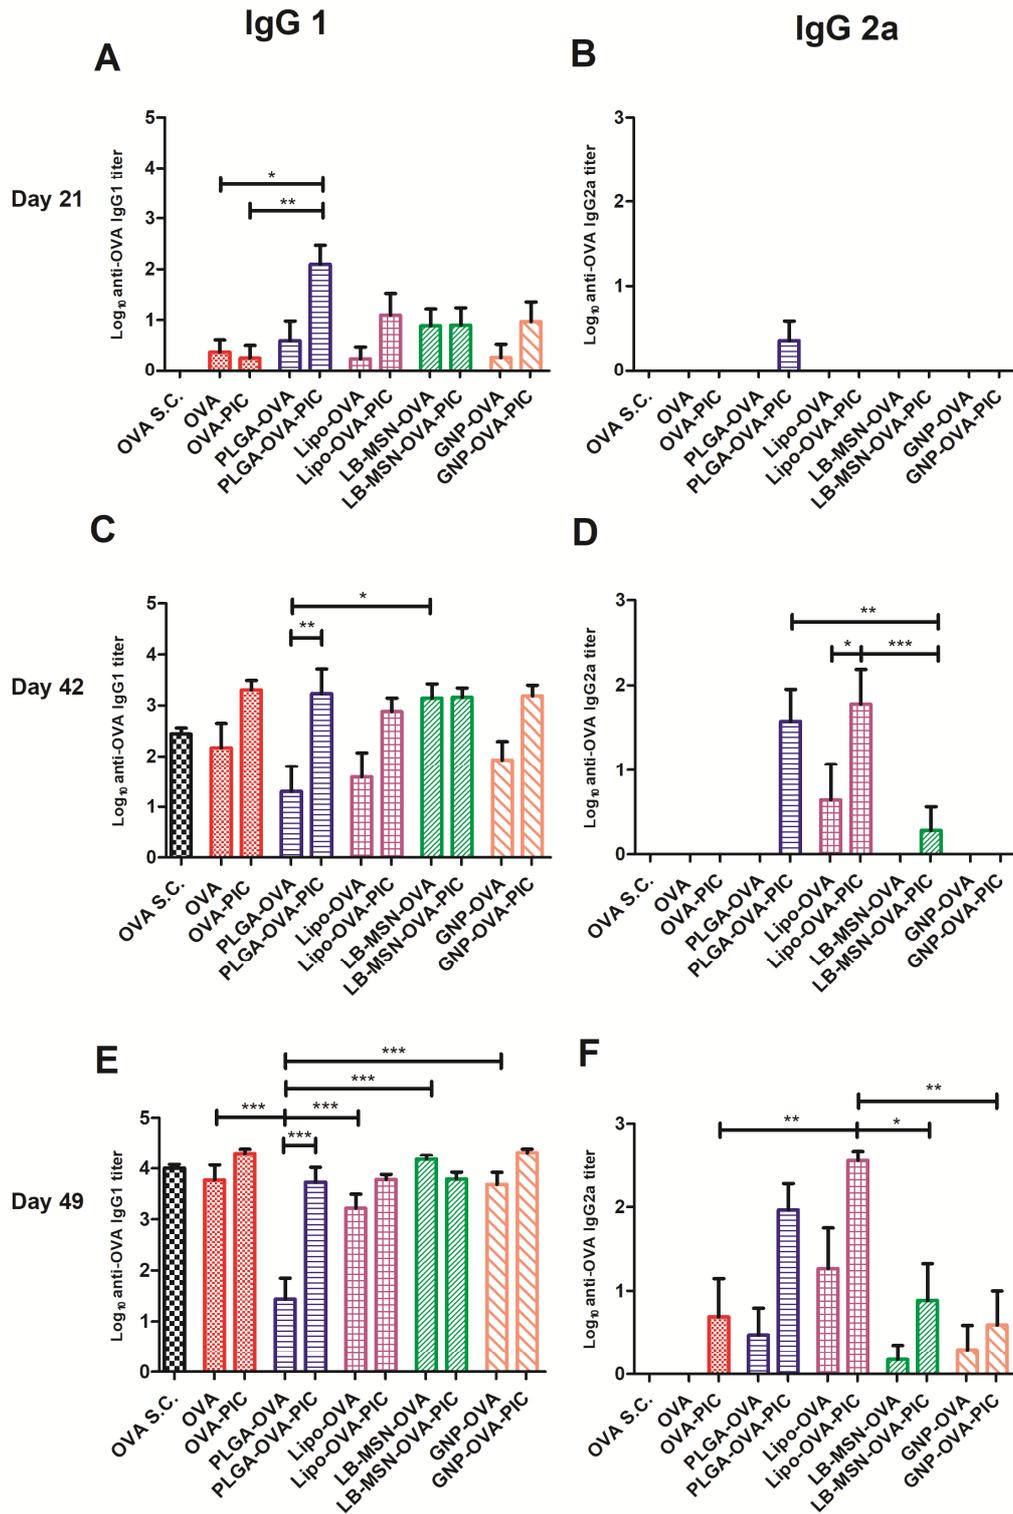 IgG 1
IgG 2a
A
B
Day 21
Log10 anti-OVA IgG1 titer
5
4
3
2
1
0
*
**
OVA S.C.
OVA
OVA-PIC
PLGA-OVA
PLGA-OVA-PIC
Lipo-OVA
Lipo-OVA-PIC
LB-MSN-OVA
LB-MSN-OVA-PIC
GNP-OVA
GNP-OVA-PIC
Log10 anti-OVA IgG2a titer
3
2
1
0
OVA S.C.
OVA
OVA-PIC
PLGA-OVA
PLGA-OVA-PIC
Lipo-OVA
Lipo-OVA-PIC
LB-MSN-OVA
LB-MSN-OVA-PIC
GNP-OVA
GNP-OVA-PIC
C
D
Day 42
Log10 anti-OVA IgG1 titer
5
4
3
2
1
0
*
**
OVA S.C.
OVA
OVA-PIC
PLGA-OVA
PLGA-OVA-PIC
Lipo-OVA
Lipo-OVA-PIC
LB-MSN-OVA
LB-MSN-OVA-PIC
GNP-OVA
GNP-OVA-PIC
Log10 anti-OVA IgG2a titer
3
2
1
0
**
* ***
OVA S.C.
OVA
OVA-PIC
PLGA-OVA
PLGA-OVA-PIC
Lipo-OVA
Lipo-OVA-PIC
LB-MSN-OVA
LB-MSN-OVA-PIC
GNP-OVA
GNP-OVA-PIC
E
F
Day 49
Log10 anti-OVA IgG1 titer
5
4
3
2
1
0
***
***
*** ***
***
OVA S.C.
OVA
OVA-PIC
PLGA-OVA
PLGA-OVA-PIC
Lipo-OVA
Lipo-OVA-PIC
LB-MSN-OVA
LB-MSN-OVA-PIC
GNP-OVA
GNP-OVA-PIC
Log10 anti-OVA IgG2a titer
3
2
1
0
**
** *
OVA S.C.
OVA
OVA-PIC
PLGA-OVA
PLGA-OVA-PIC
Lipo-OVA
Lipo-OVA-PIC
LB-MSN-OVA
LB-MSN-OVA-PIC
GNP-OVA
GNP-OVA-PIC